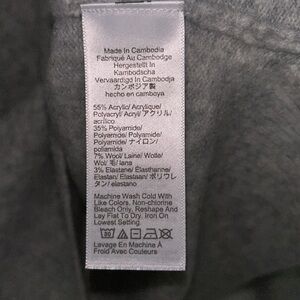 Made In Cambodia
Fabriqué Au Cambodge
Hergestellt In
Kambodscha
Vervaardigd In Cambodja
カンボジア製
hecho en camboya
55% Acrylic/ Acrylique/
Polyacryl/ Acryl/ アクリル/
acrílico
35% Polyamide/
Polyamide/ Polyamid/
Polyamide/ ナイロン/
poliamida
7% Wool/ Laine/ Wolle/
Wol/ 毛/ lana
3% Elastane/ Élasthanne/
Elastan/ Elastaan/ ポリウレ
タン/ elastano
Machine Wash Cold With
Like Colors, Non-chlorine
Bleach Only, Reshape And
Lay Flat To Dry, Iron On
Lowest Setting
30
Lavage En Machine À
Froid Avec Couleurs